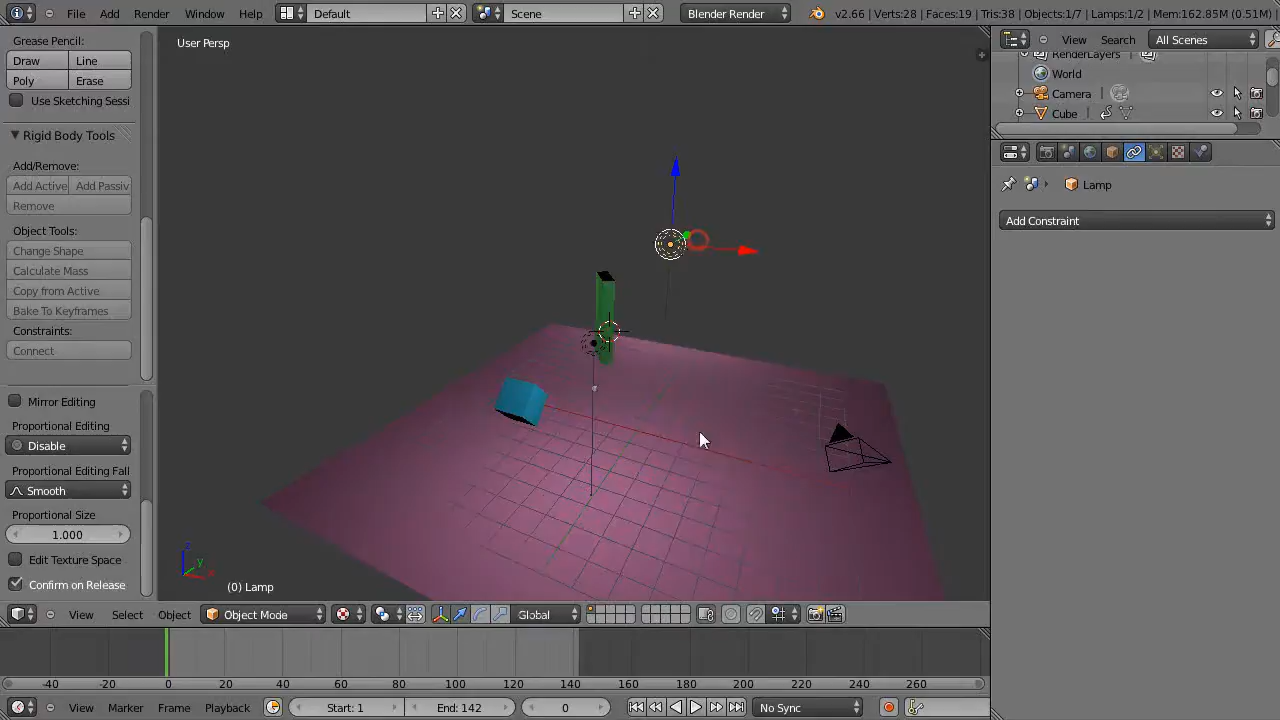 File Add Render Window Help Default Scene Blender Render v2.66 | Verts:28 | Faces:19 | Tris:38 | Objects:1/7 | Lamps:1/2 | Mem:162.85M (0.51M)
Grease Pencil:
Draw Line
Poly Erase
Use Sketching Sessi
Rigid Body Tools
Add/Remove:
Add Active Add Passiv
Remove
Object Tools:
Change Shape
Calculate Mass
Copy from Active
Bake To Keyframes
Constraints:
Connect
Mirror Editing
Proportional Editing
Disable
Proportional Editing Fall
Smooth
Proportional Size
1.000
Edit Texture Space
Confirm on Release
User Persp
z
y
x
(0) Lamp
View Select Object Object Mode Global
-40 -20 0 20 40 60 80 100 120 140 160 180 200 220 240 260
View Marker Frame Playback Start: 1 End: 142 0 No Sync
View Search All Scenes
RenderLayers
World
Camera
Cube
Lamp
Add Constraint